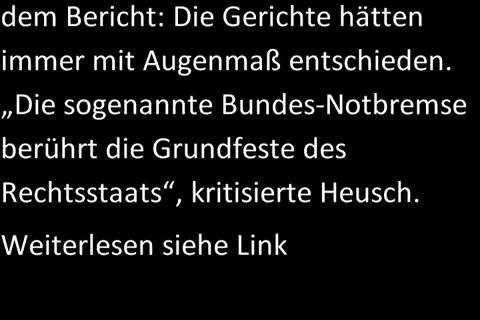 dem Bericht: Die Gerichte hätten
immer mit Augenmaß entschieden.
„Die sogenannte Bundes-Notbremse
berührt die Grundfeste des
Rechtsstaats“, kritisierte Heusch.
Weiterlesen siehe Link